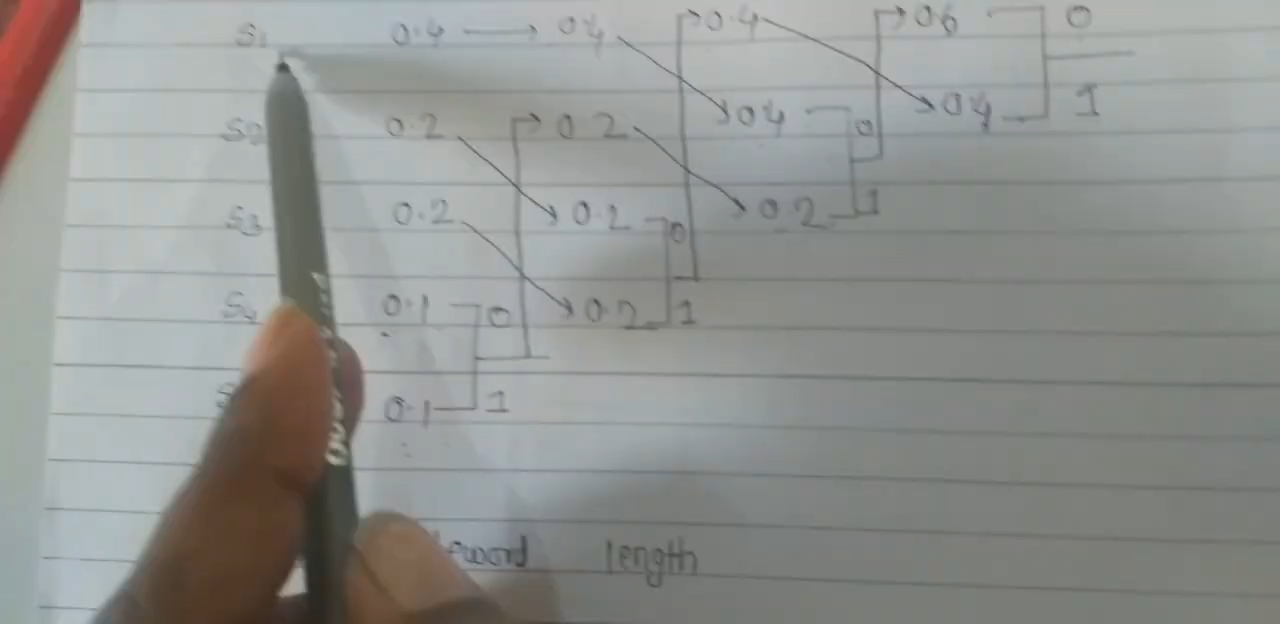 S1 0.4 → 0.4 0.4 0.6 0
0.4 0 0.4 1
S2 0.2 0.2
S3 0.2 0.2 0 0.2 1
S4 0.1 0 0.2 1
0.1 1
length